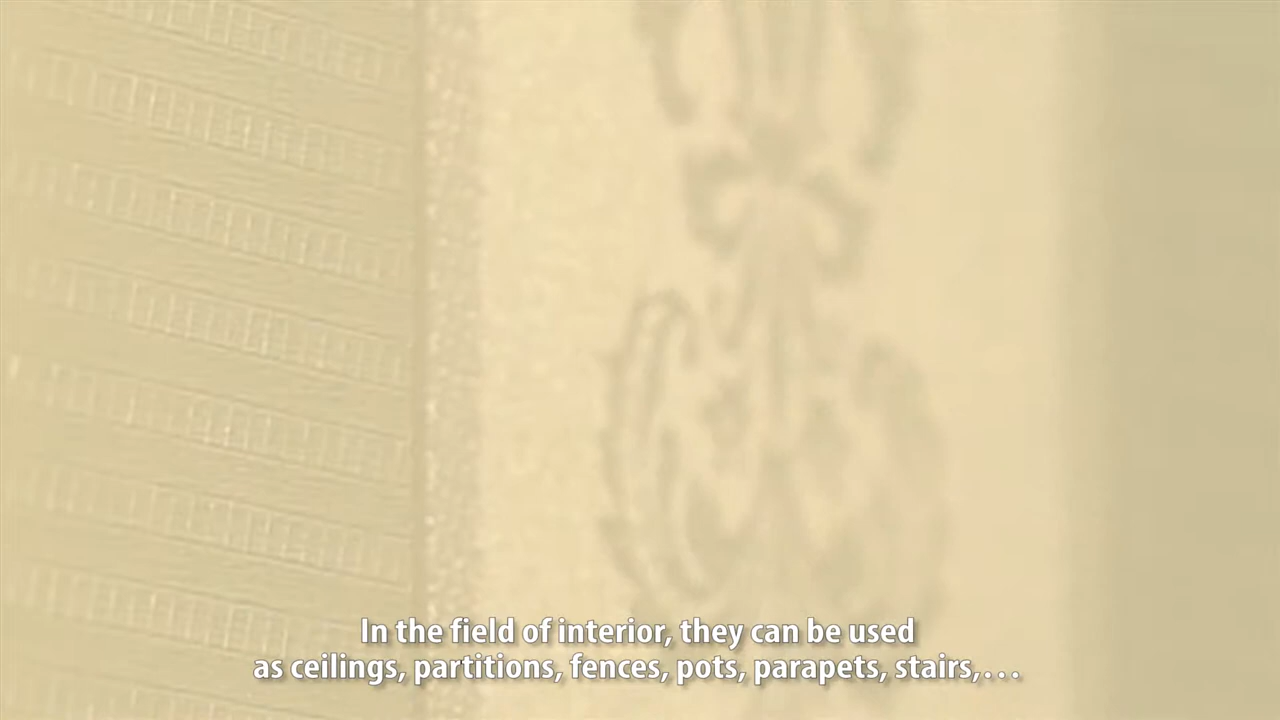 In the field of interior, they can be used
as ceilings, partitions, fences, pots, parapets, stairs,...